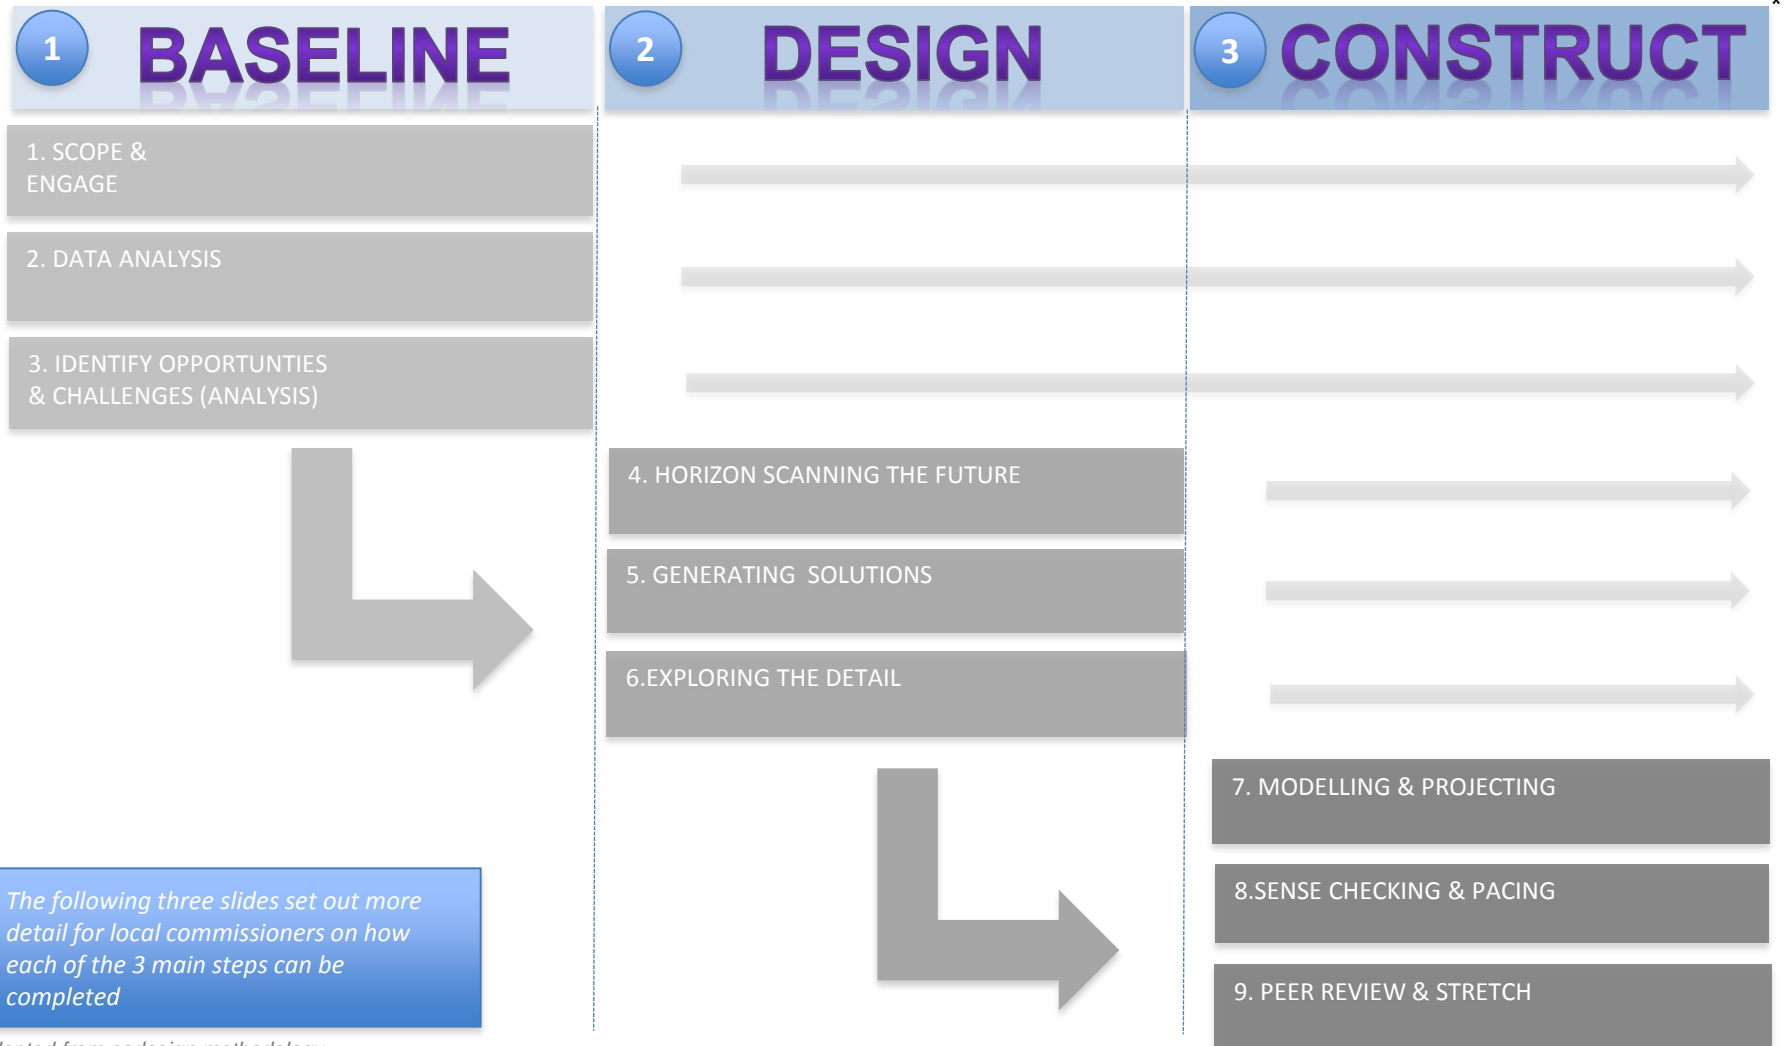 1
BASELINE
2
DESIGN
3
CONSTRUCT
*
1. SCOPE &
ENGAGE
2. DATA ANALYSIS
3. IDENTIFY OPPORTUNTIES
& CHALLENGES (ANALYSIS)
4. HORIZON SCANNING THE FUTURE
5. GENERATING  SOLUTIONS
6.EXPLORING THE DETAIL
7. MODELLING & PROJECTING
8.SENSE CHECKING & PACING
9. PEER REVIEW & STRETCH
The following three slides set out more
detail for local commissioners on how
each of the 3 main steps can be
completed